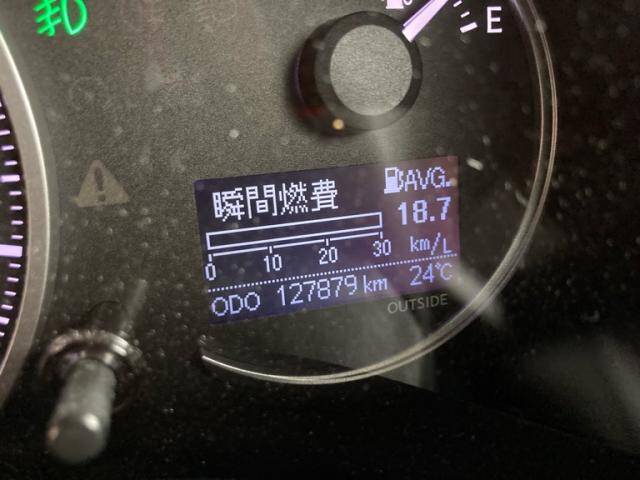 E
瞬間燃費
AVG.
18.7
km/L
0 10 20 30
ODO 127879 km 24℃
OUTSIDE